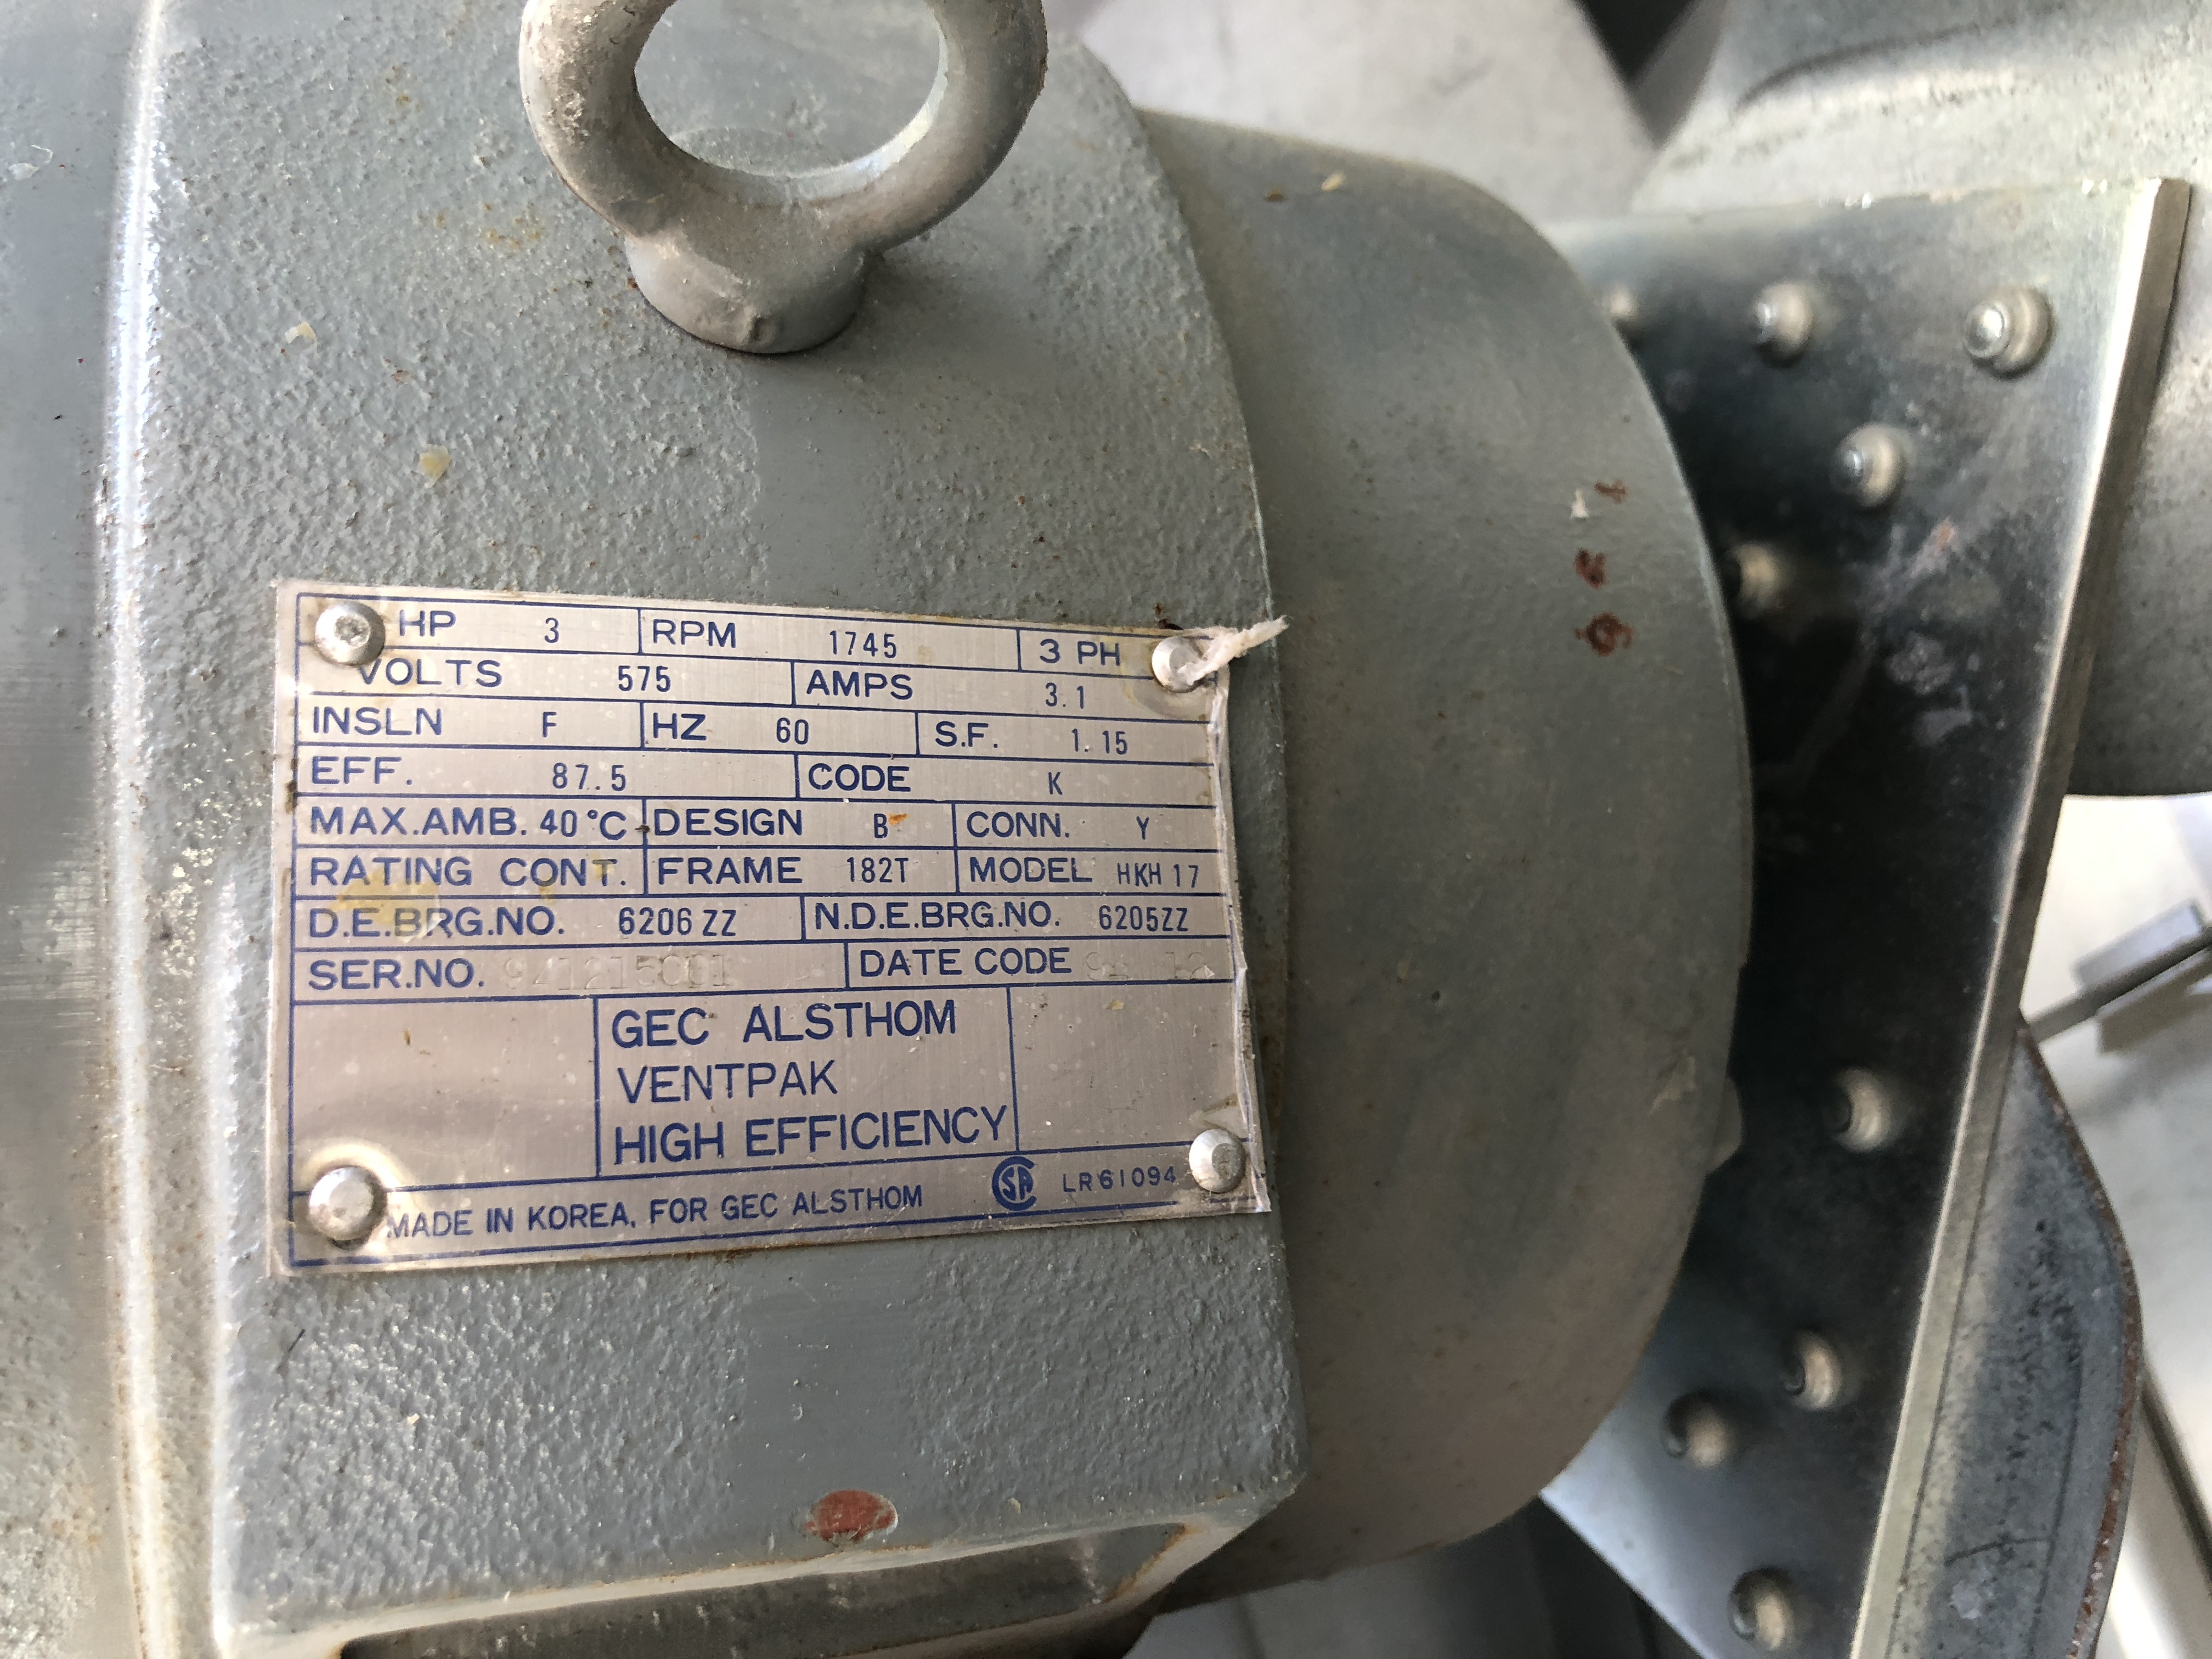 HP 3 RPM 1745 3 PH
VOLTS 575 AMPS 3.1
INSLN F HZ 60 S.F. 1.15
EFF. 87.5 CODE K
MAX.AMB. 40°C DESIGN B CONN. Y
RATING CONT. FRAME 182T MODEL HKH 17
D.E.BRG.NO. 6206 ZZ N.D.E.BRG.NO. 6205ZZ
SER.NO. DATE CODE
GEC ALSTHOM
VENTPAK
HIGH EFFICIENCY
MADE IN KOREA, FOR GEC ALSTHOM LR61094